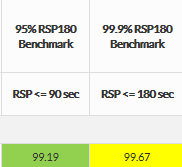 95% RSP180 99.9% RSP180
Benchmark Benchmark
RSP <= 90 sec RSP <= 180 sec
99.19 99.67